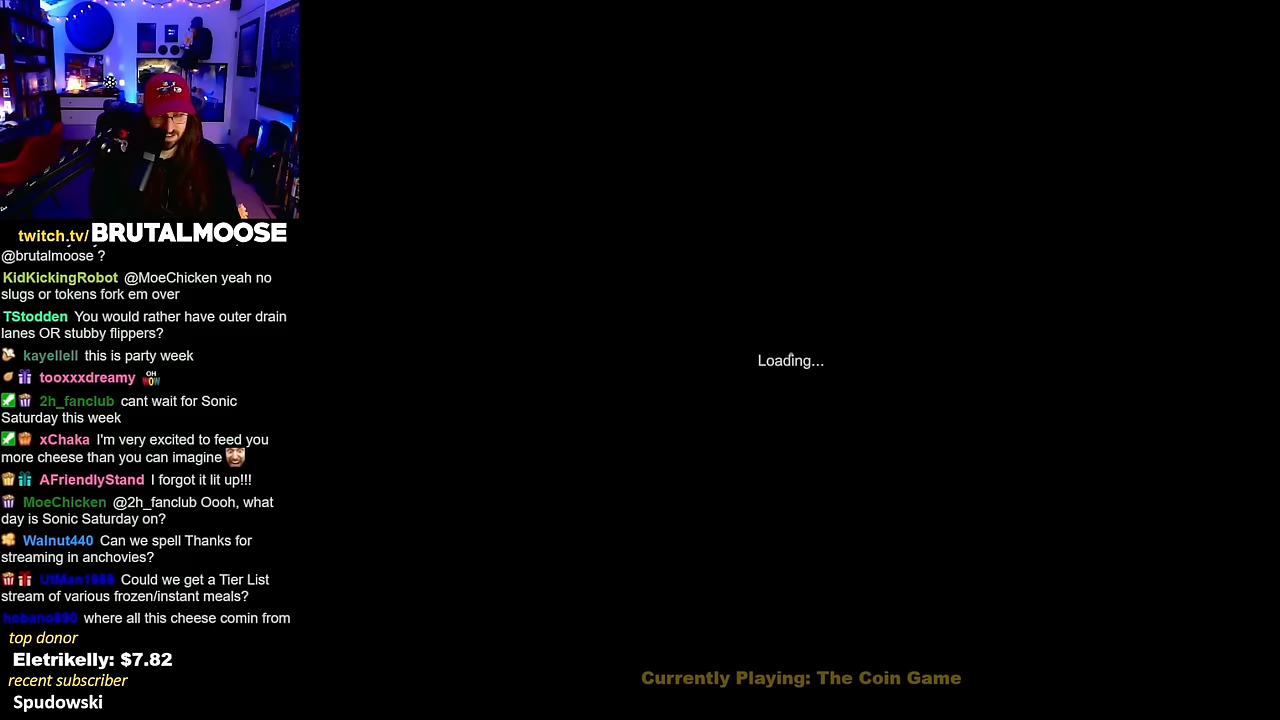 twitch.tv/BRUTALMOOSE
@brutalmoose ?
KidKickingRobot @MoeChicken yeah no
slugs or tokens fork em over
TStodden You would rather have outer drain
lanes OR stubby flippers?
kayellell this is party week
tooxxxdreamy OH WOW
2h_fanclub cant wait for Sonic
Saturday this week
xChaka I'm very excited to feed you
more cheese than you can imagine
AFriendlyStand I forgot it lit up!!!
MoeChicken @2h_fanclub Oooh, what
day is Sonic Saturday on?
Walnut440 Can we spell Thanks for
streaming in anchovies?
UtMan1988 Could we get a Tier List
stream of various frozen/instant meals?
hobano890 where all this cheese comin from
top donor
Eletrikelly: $7.82
recent subscriber
Spudowski
Loading...
Currently Playing: The Coin Game